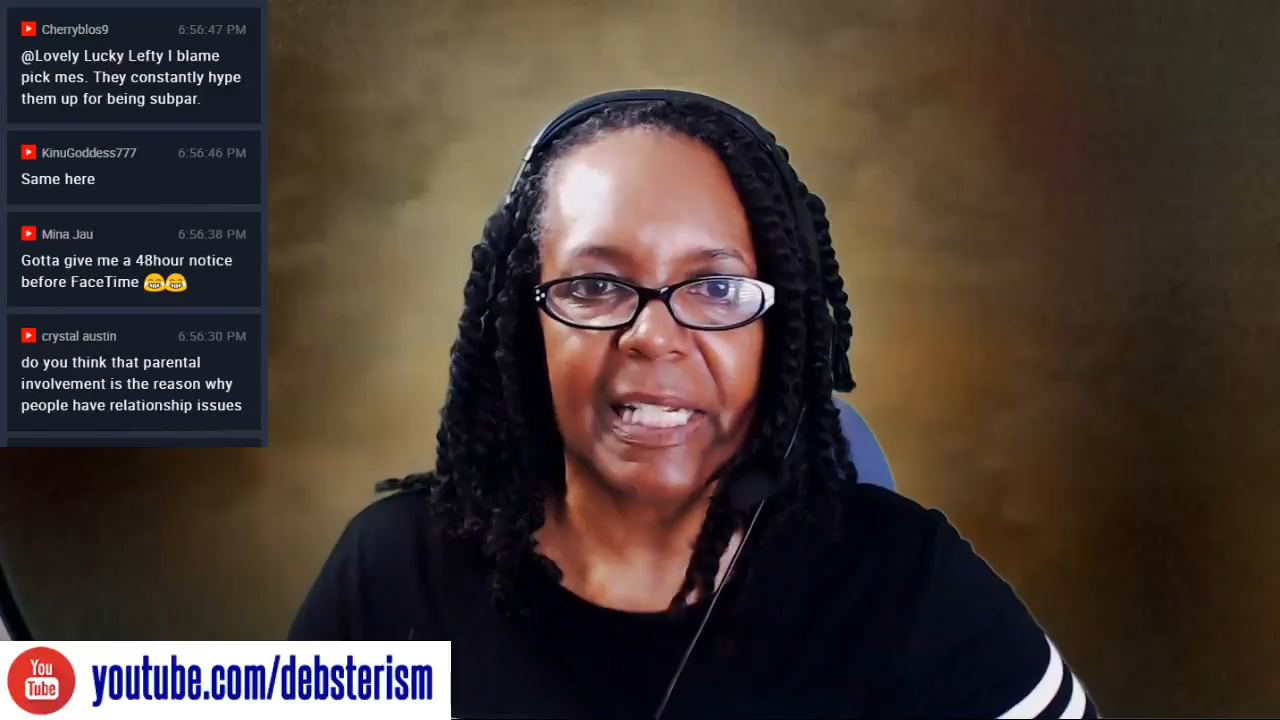 Cherryblos9 6:56:47 PM
@Lovely Lucky Lefty I blame
pick mes. They constantly hype
them up for being subpar.
KinuGoddess777 6:56:46 PM
Same here
Mina Jau 6:56:38 PM
Gotta give me a 48hour notice
before FaceTime 😂😂
crystal austin 6:56:30 PM
do you think that parental
involvement is the reason why
people have relationship issues
You
Tube
youtube.com/debsterism